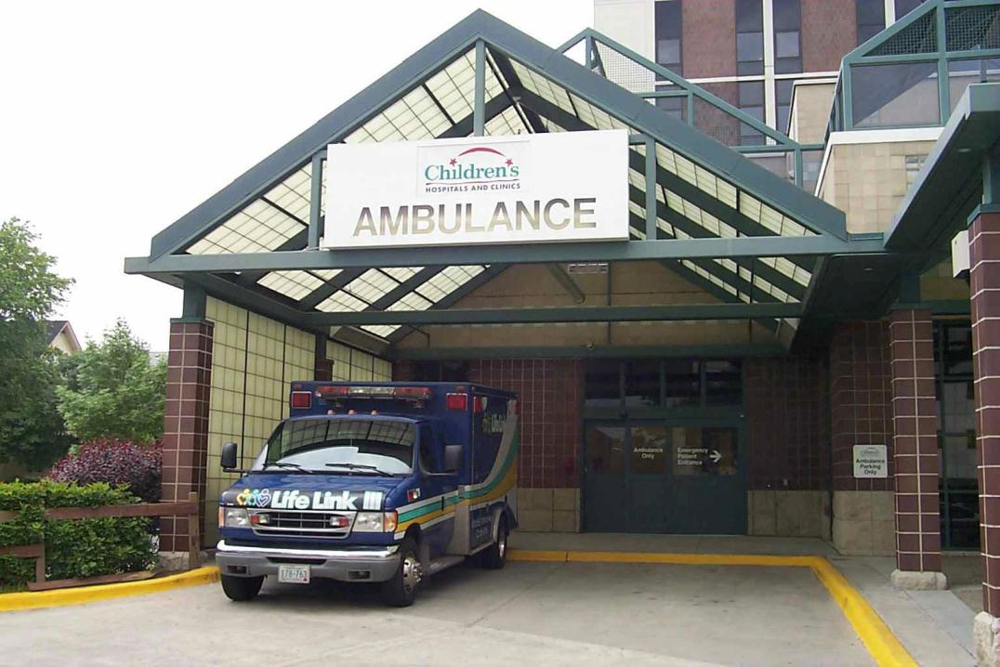 Children's
HOSPITALS AND CLINICS
AMBULANCE
Ambulance
Only
Emergency
Patient
Entrance
Ambulance
Parking
Only
Life Link III